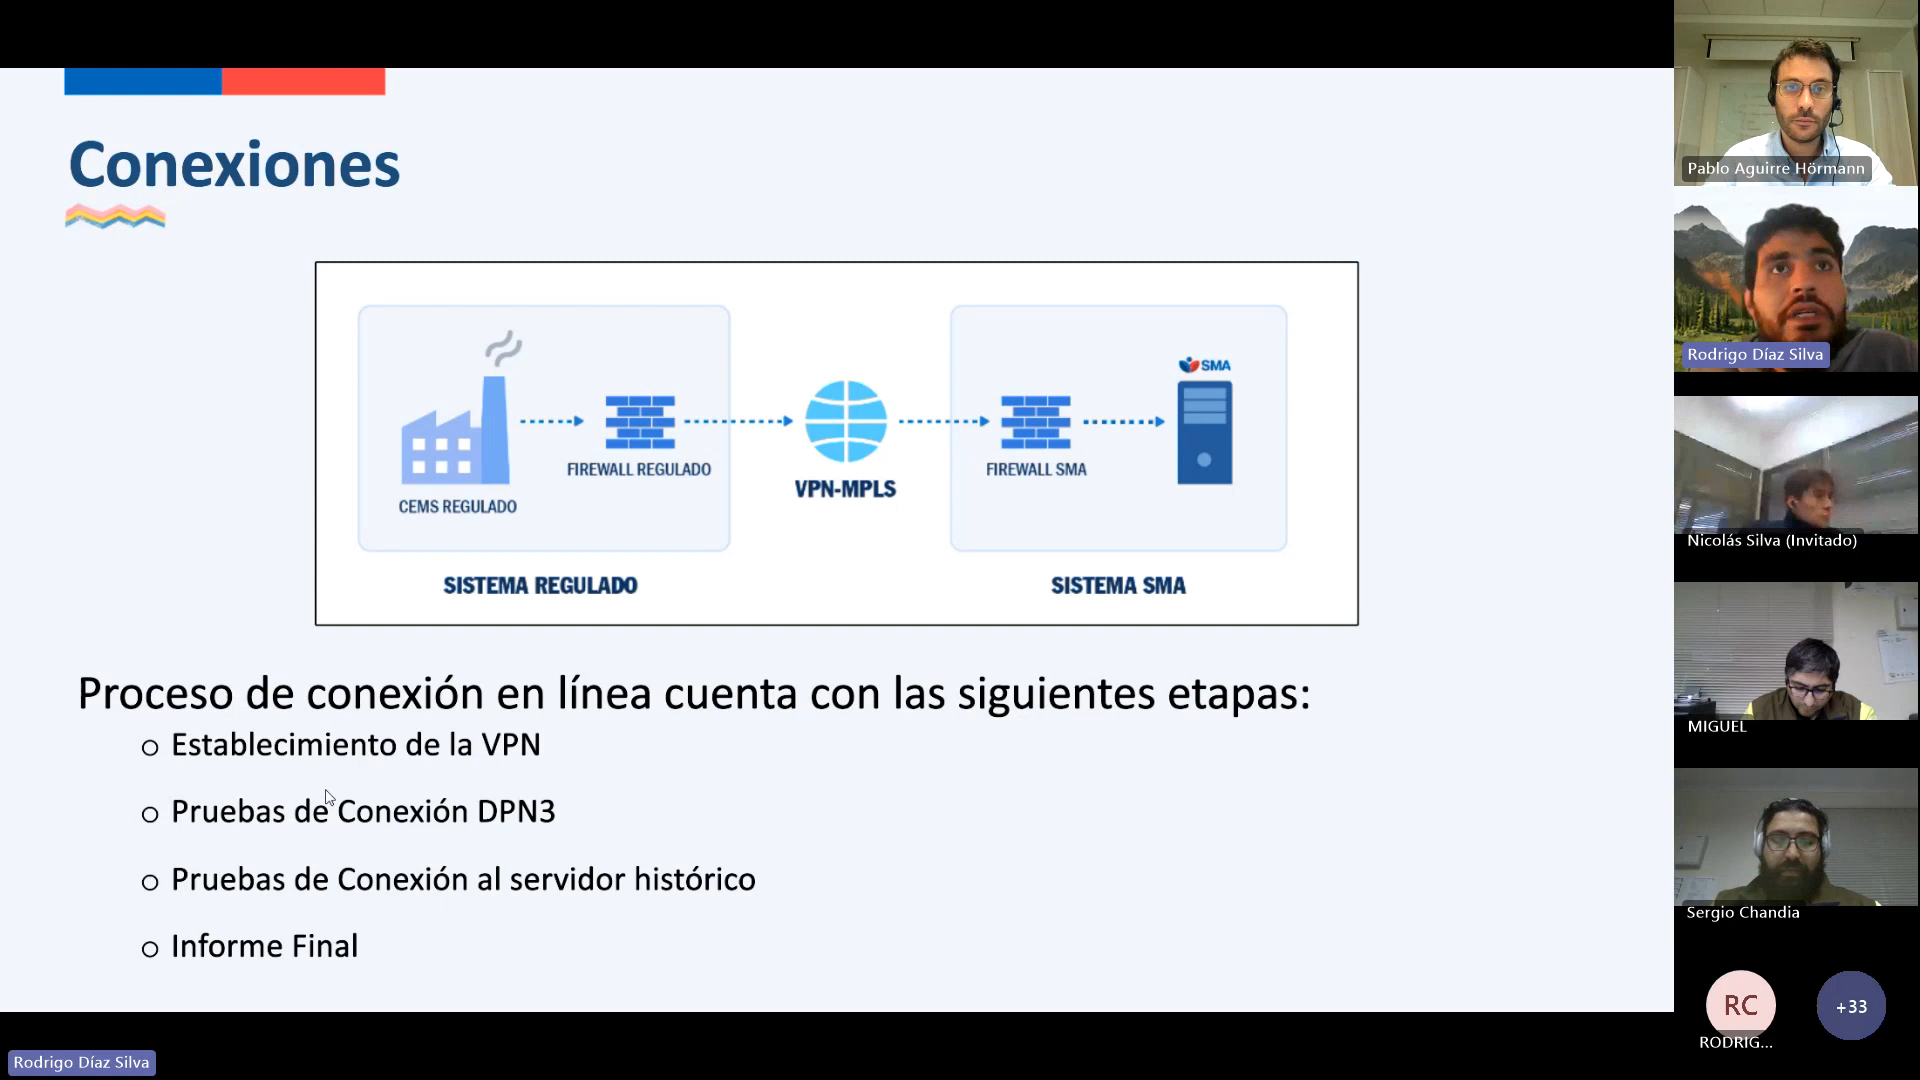 Conexiones
SMA
FIREWALL REGULADO
FIREWALL SMA
VPN-MPLS
CEMS REGULADO
SISTEMA REGULADO
SISTEMA SMA
Proceso de conexión en línea cuenta con las siguientes etapas:
o Establecimiento de la VPN
o Pruebas de Conexión DPN3
o Pruebas de Conexión al servidor histórico
o Informe Final
Rodrigo Díaz Silva
Pablo Aguirre Hörmann
Rodrigo Díaz Silva
Nicolás Silva (Invitado)
MIGUEL
Sergio Chandia
RC
+33
RODRIG...